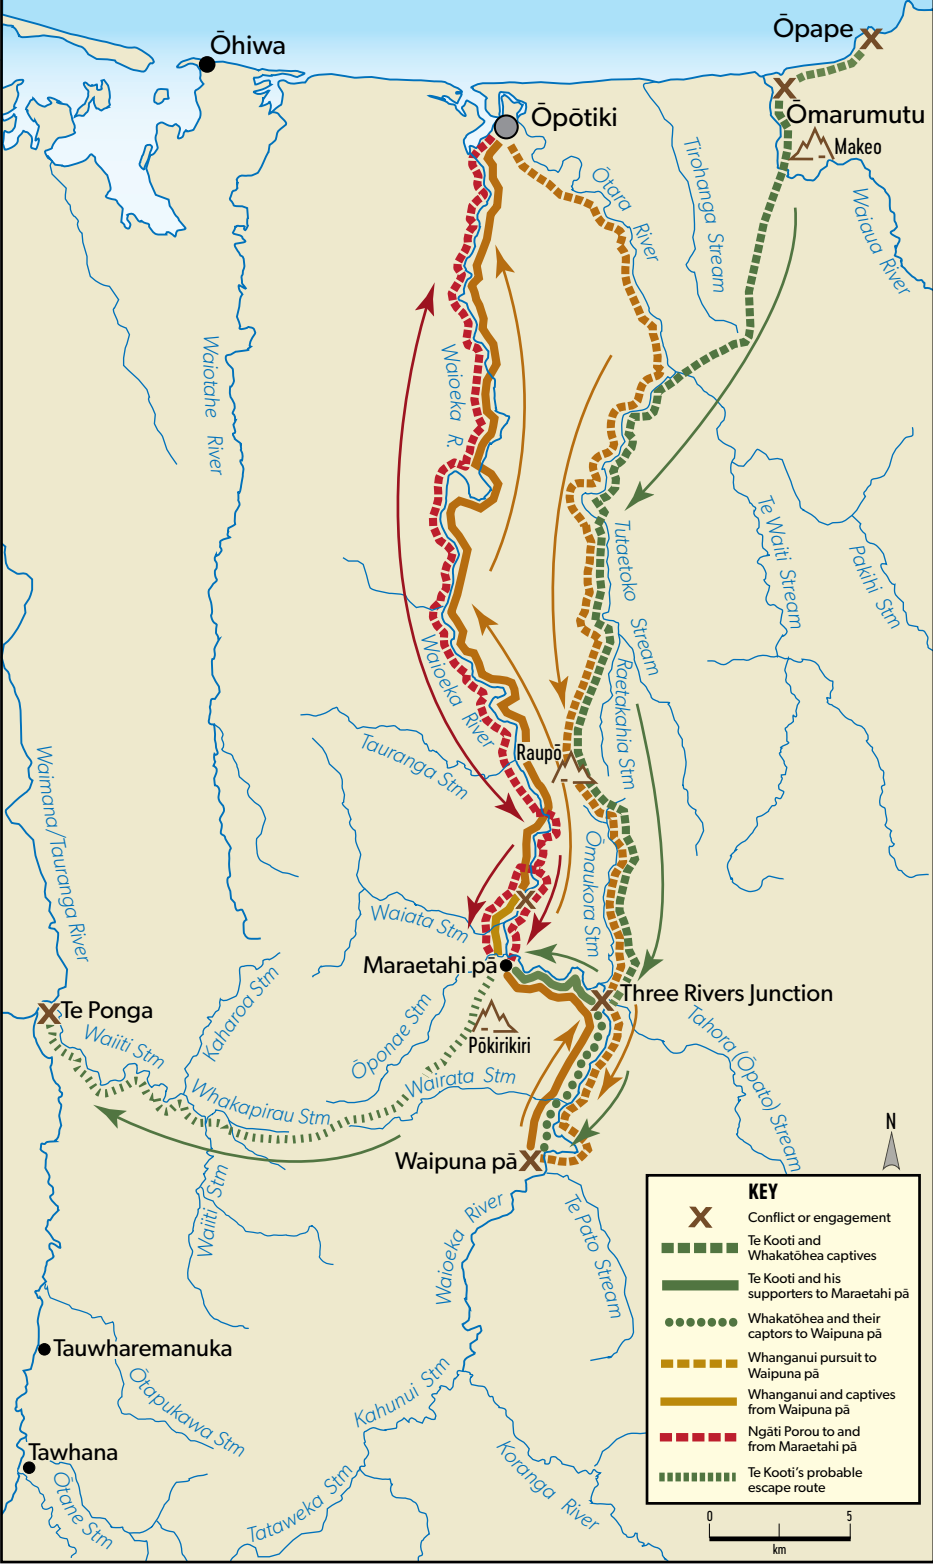 Ōpape
Ōhiwa
Ōpōtiki
Ōmarumutu
Makeo
Ōtara
River
Tirohanga Stream
Waiaua River
Waiotahe River
Waioeka R.
Te Waiti Stream
Pakihi Stm
Tutaetoko Stream
Raetakahia Stm
Waioeka River
Tauranga Stm
Raupō
Waimana/Tauranga River
Ōmaukora Stm
Waiata Stm
Maraetahi pā
Three Rivers Junction
Te Ponga
Kaharoa Stm
Ōponae Stm
Pōkirikiri
Tahora (Ōpato) Stream
Waiiti Stm
Wairata Stm
Whakapirau Stm
Waipuna pā
Waiiti Stm
Waioeka River
Te Pato Stream
Tauwharemanuka
Ōtapukawa Stm
Kahunui Stm
Tawhana
Ōtane Stm
Tataweka Stm
Koranga River
N
KEY
Conflict or engagement
Te Kooti and
Whakatōhea captives
Te Kooti and his
supporters to Maraetahi pā
Whakatōhea and their
captors to Waipuna pā
Whanganui pursuit to
Waipuna pā
Whanganui and captives
from Waipuna pā
Ngāti Porou to and
from Maraetahi pā
Te Kooti's probable
escape route
0 5
km